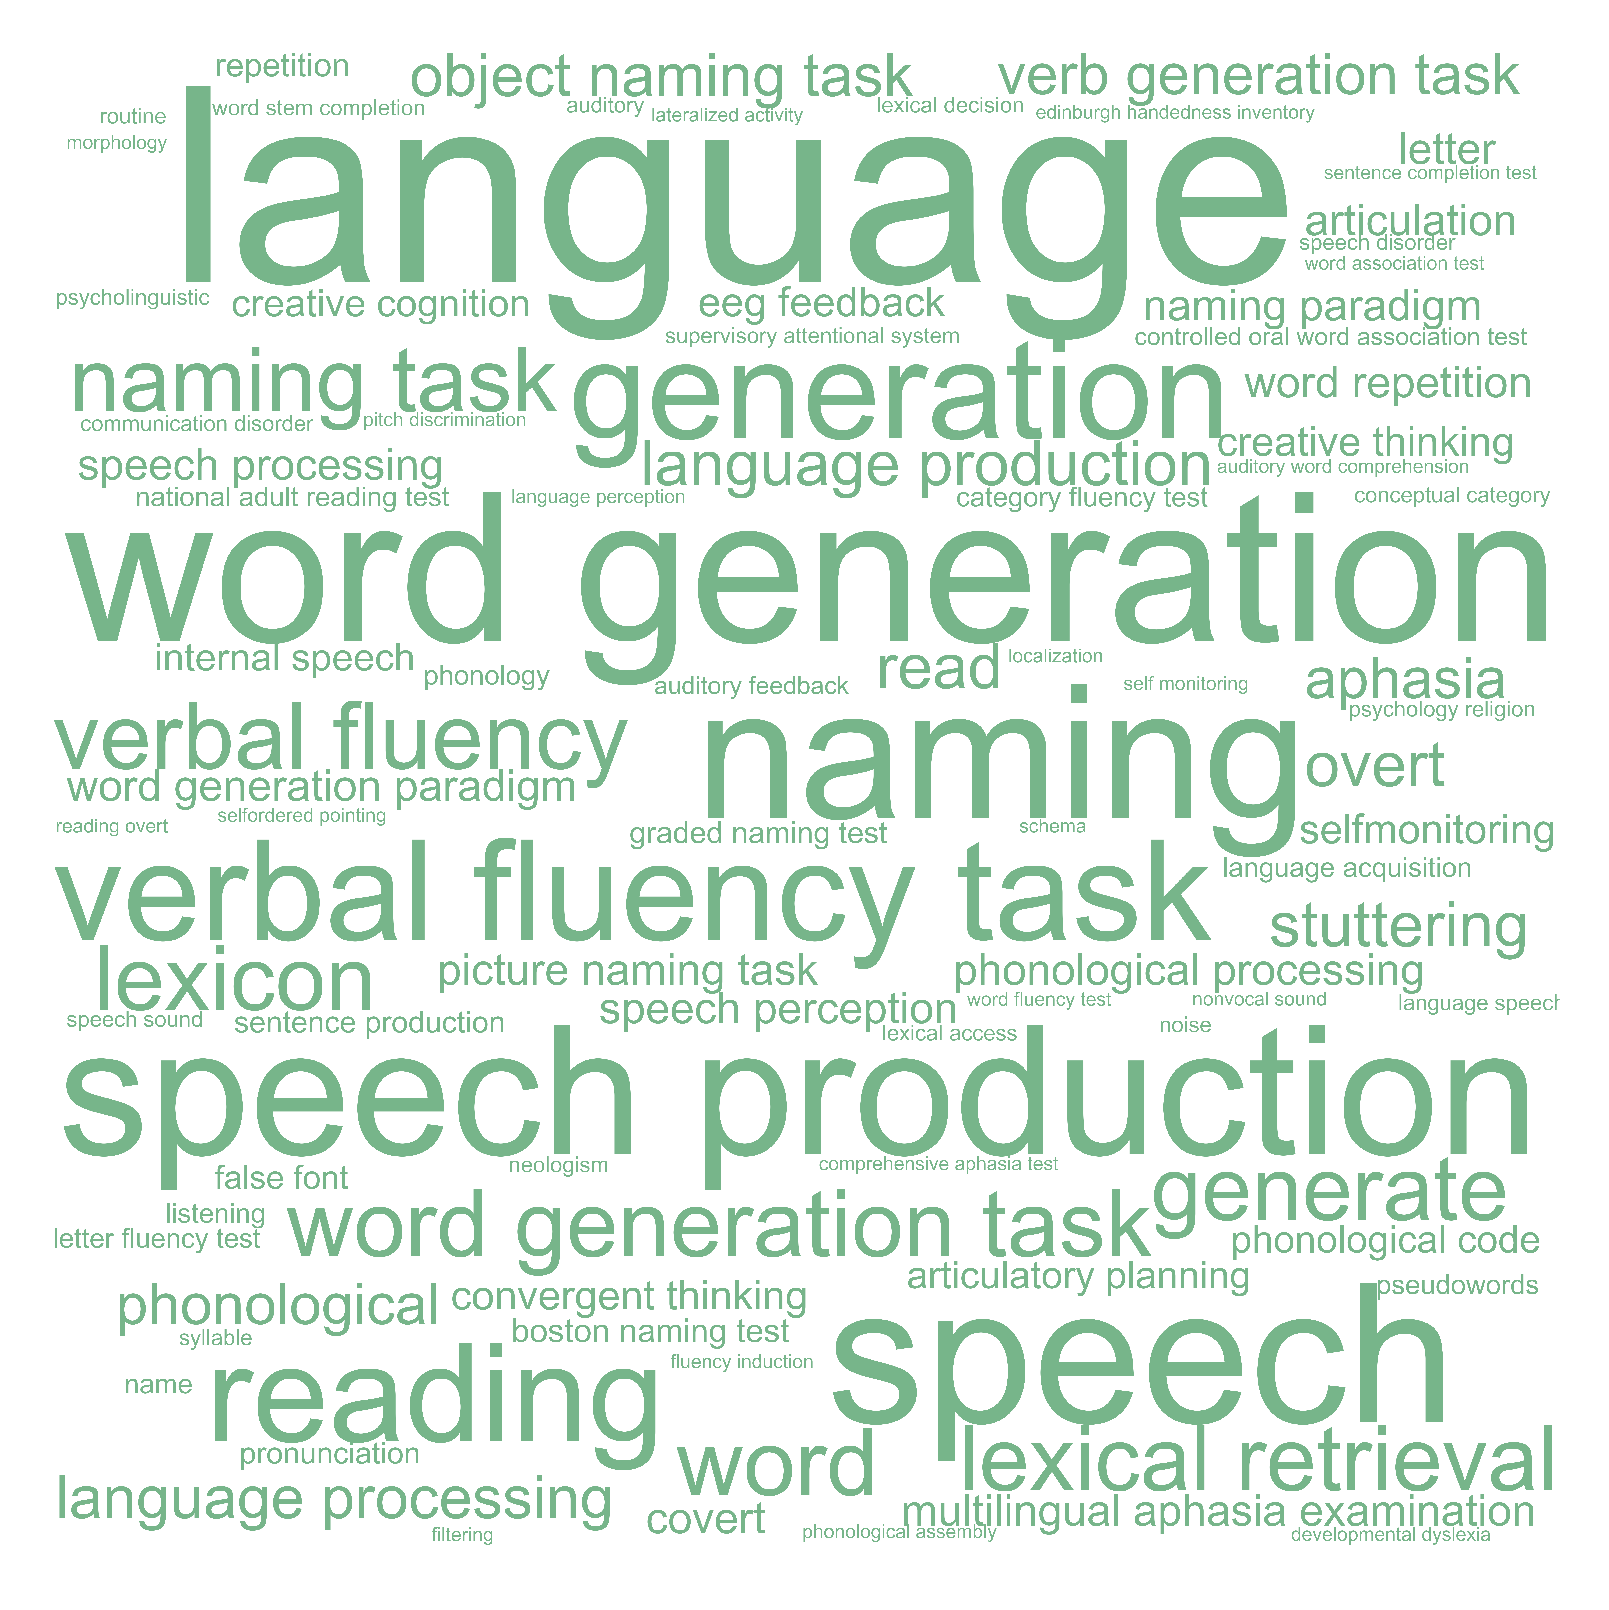 repetition
object naming task
verb generation task
routine
word stem completion
auditory
lateralized activity
lexical decision
edinburgh handedness inventory
morphology
language
letter
sentence completion test
articulation
speech disorder
word association test
psycholinguistic
creative cognition
eeg feedback
naming paradigm
supervisory attentional system
controlled oral word association test
naming task
generation
word repetition
communication disorder
pitch discrimination
creative thinking
speech processing
language production
auditory word comprehension
national adult reading test
language perception
category fluency test
conceptual category
word generation
internal speech
phonology
auditory feedback
read
localization
self monitoring
aphasia
psychology religion
verbal fluency
naming
overt
word generation paradigm
reading overt
selfordered pointing
graded naming test
schema
selfmonitoring
verbal fluency task
language acquisition
stuttering
lexicon
picture naming task
phonological processing
speech sound
sentence production
speech perception
word fluency test
nonvocal sound
language speech
lexical access
noise
speech production
false font
neologism
comprehensive aphasia test
generate
listening
letter fluency test
word generation task
phonological code
articulatory planning
phonological
convergent thinking
pseudowords
syllable
boston naming test
speech
name
reading
fluency induction
pronunciation
word
lexical retrieval
language processing
covert
multilingual aphasia examination
filtering
phonological assembly
developmental dyslexia